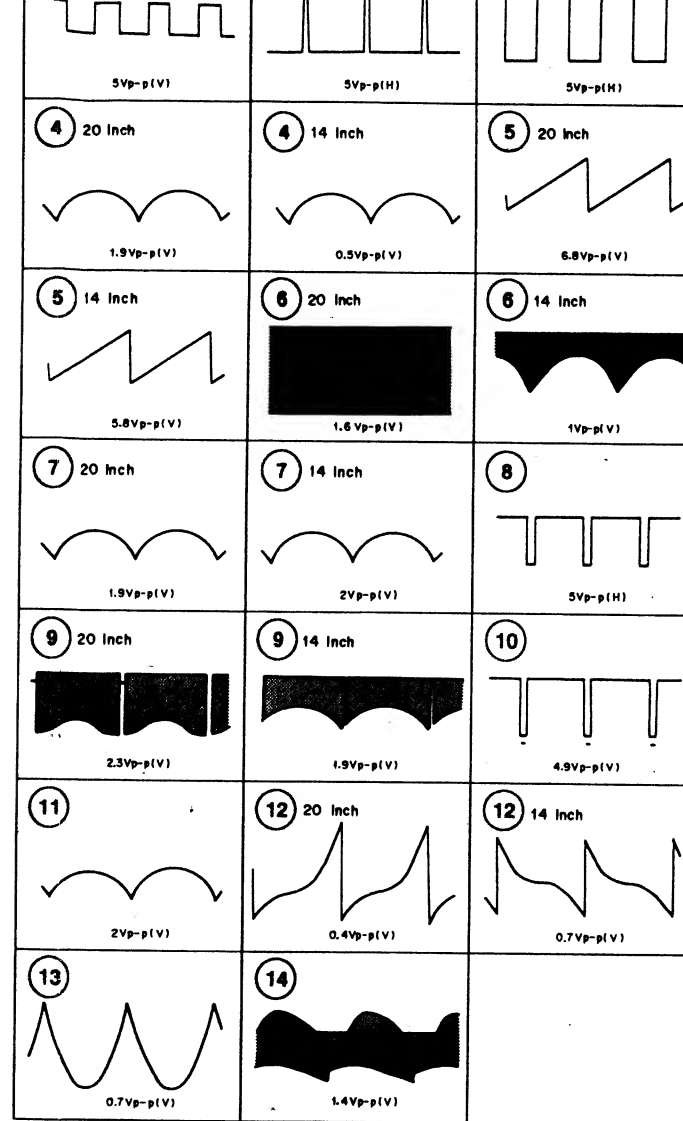 5Vp-p(V)
5Vp-p(H)
5Vp-p(H)
4 20 Inch
1.9Vp-p(V)
4 14 Inch
0.5Vp-p(V)
5 20 Inch
6.8Vp-p(V)
5 14 Inch
5.8Vp-p(V)
6 20 Inch
1.6 Vp-p(V)
6 14 Inch
1Vp-p(V)
7 20 Inch
1.9Vp-p(V)
7 14 Inch
2Vp-p(V)
8
5Vp-p(H)
9 20 Inch
2.3Vp-p(V)
9 14 Inch
1.9Vp-p(V)
10
4.9Vp-p(V)
11
2Vp-p(V)
12 20 Inch
0.4Vp-p(V)
12 14 Inch
0.7Vp-p(V)
13
0.7Vp-p(V)
14
1.4Vp-p(V)